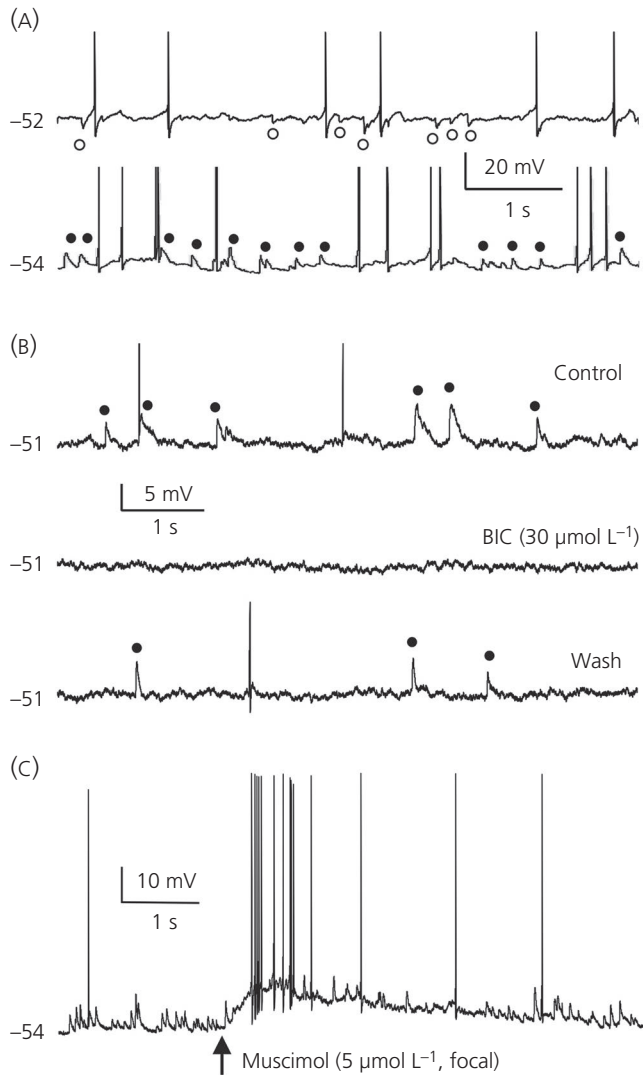 (A)
–52
20 mV
1 s
–54
(B)
Control
–51
5 mV
1 s
BIC (30 μmol L⁻¹)
–51
Wash
–51
(C)
10 mV
1 s
–54
Muscimol (5 μmol L⁻¹, focal)